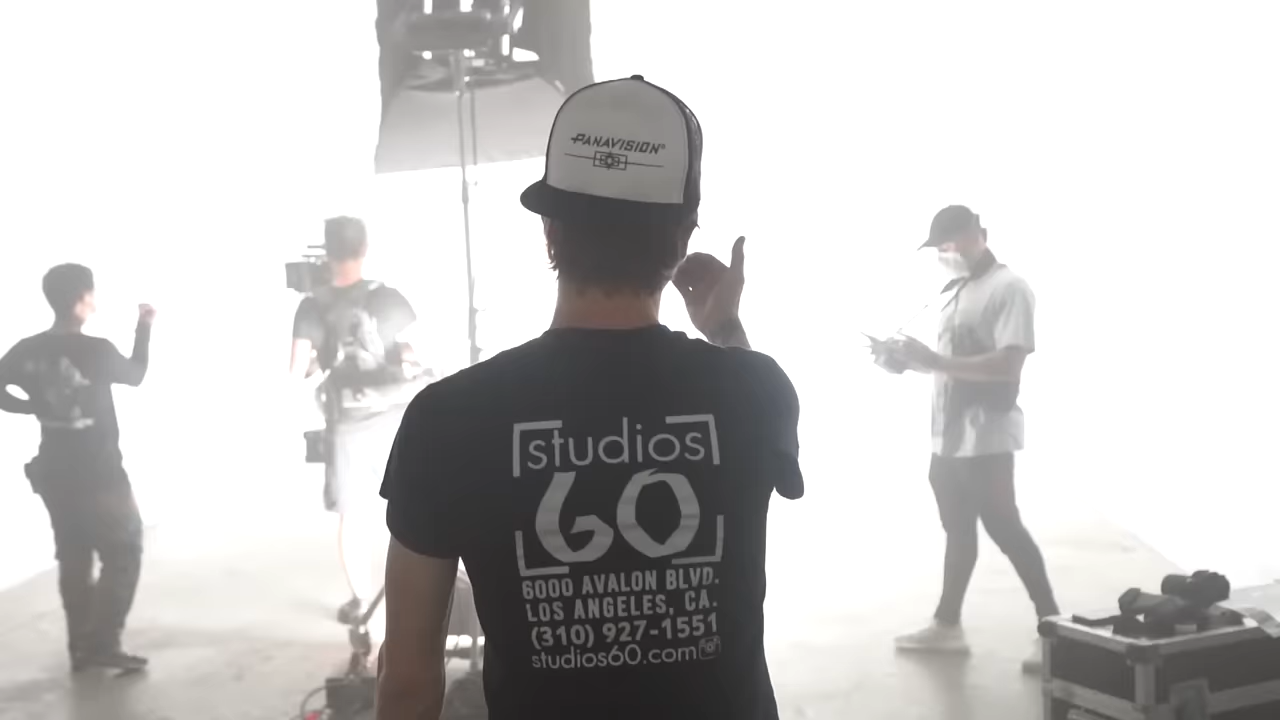 PANAVISION®
studios
60
6000 AVALON BLVD.
LOS ANGELES, CA.
(310) 927-1551
studios60.com